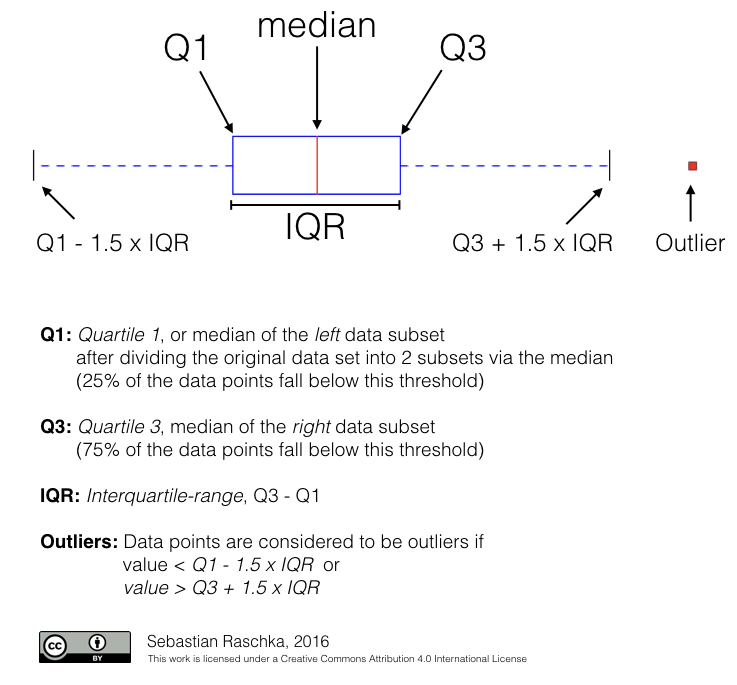 median
Q1
Q3
IQR
Q1 - 1.5 x IQR
Q3 + 1.5 x IQR
Outlier
Q1: Quartile 1, or median of the left data subset
after dividing the original data set into 2 subsets via the median
(25% of the data points fall below this threshold)
Q3: Quartile 3, median of the right data subset
(75% of the data points fall below this threshold)
IQR: Interquartile-range, Q3 - Q1
Outliers: Data points are considered to be outliers if
value < Q1 - 1.5 x IQR or
value > Q3 + 1.5 x IQR
cc
BY
Sebastian Raschka, 2016
This work is licensed under a Creative Commons Attribution 4.0 International License